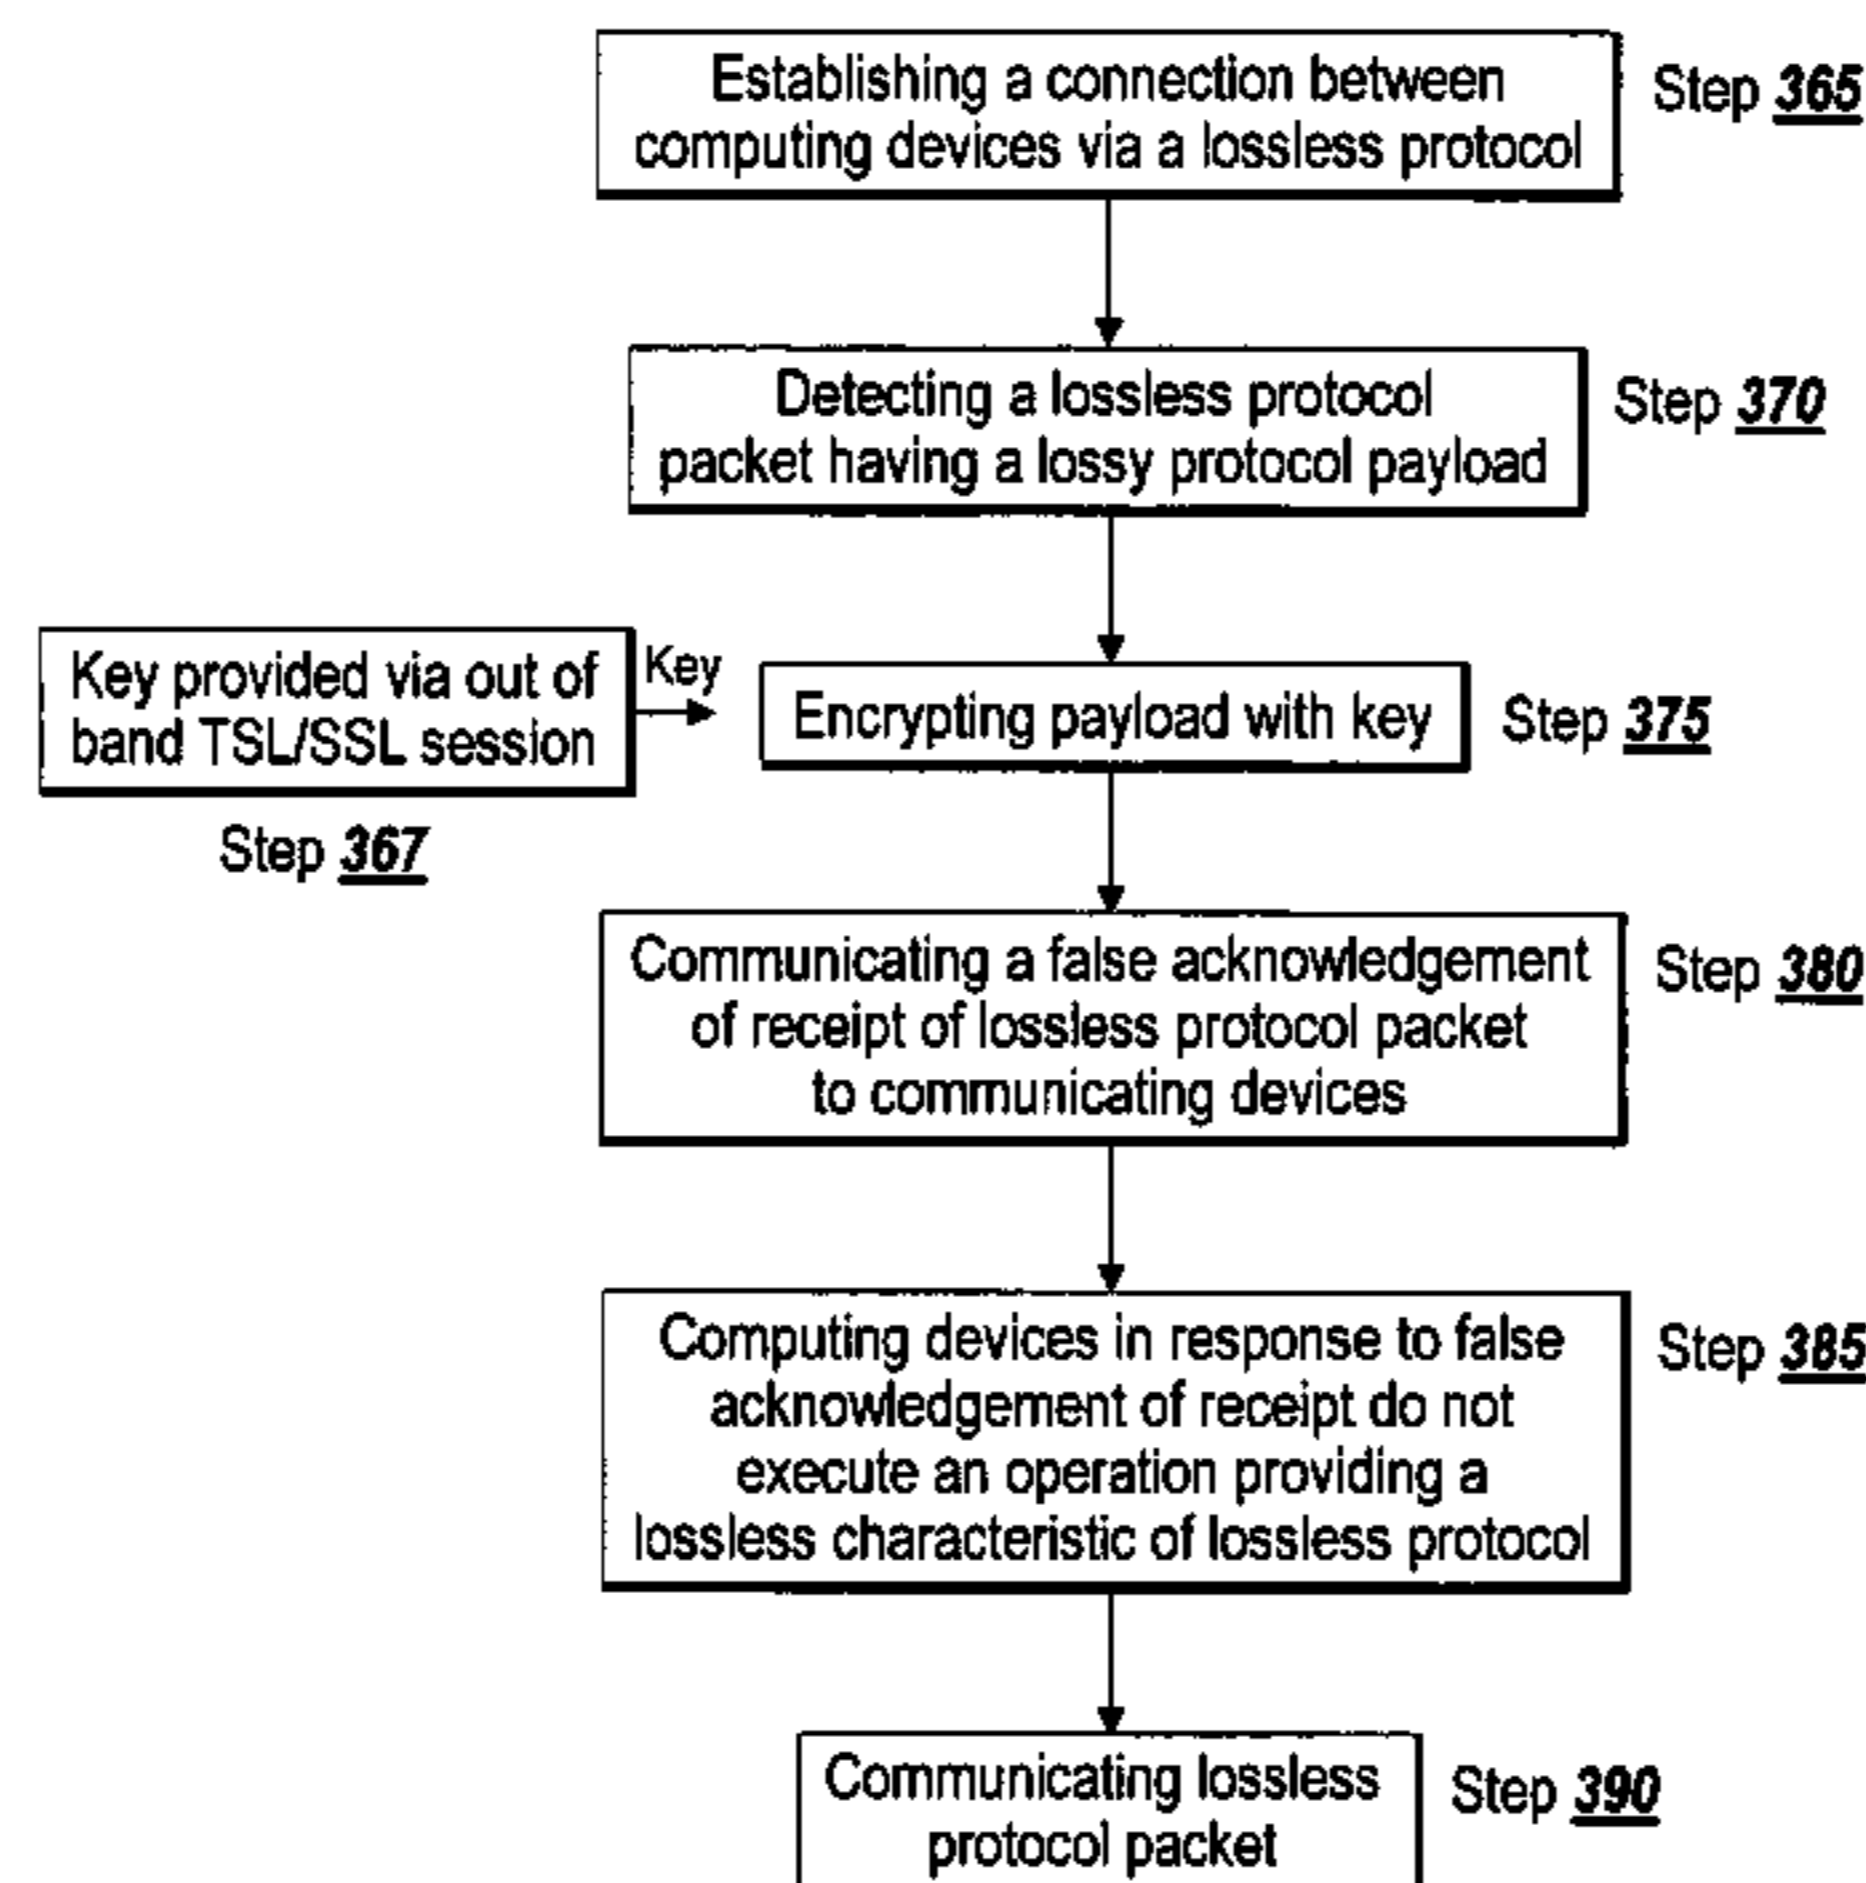 Establishing a connection between
computing devices via a lossless protocol
Step 365
Detecting a lossless protocol
packet having a lossy protocol payload
Step 370
Key provided via out of
band TSL/SSL session
Key
Step 367
Encrypting payload with key
Step 375
Communicating a false acknowledgement
of receipt of lossless protocol packet
to communicating devices
Step 380
Computing devices in response to false
acknowledgement of receipt do not
execute an operation providing a
lossless characteristic of lossless protocol
Step 385
Communicating lossless
protocol packet
Step 390